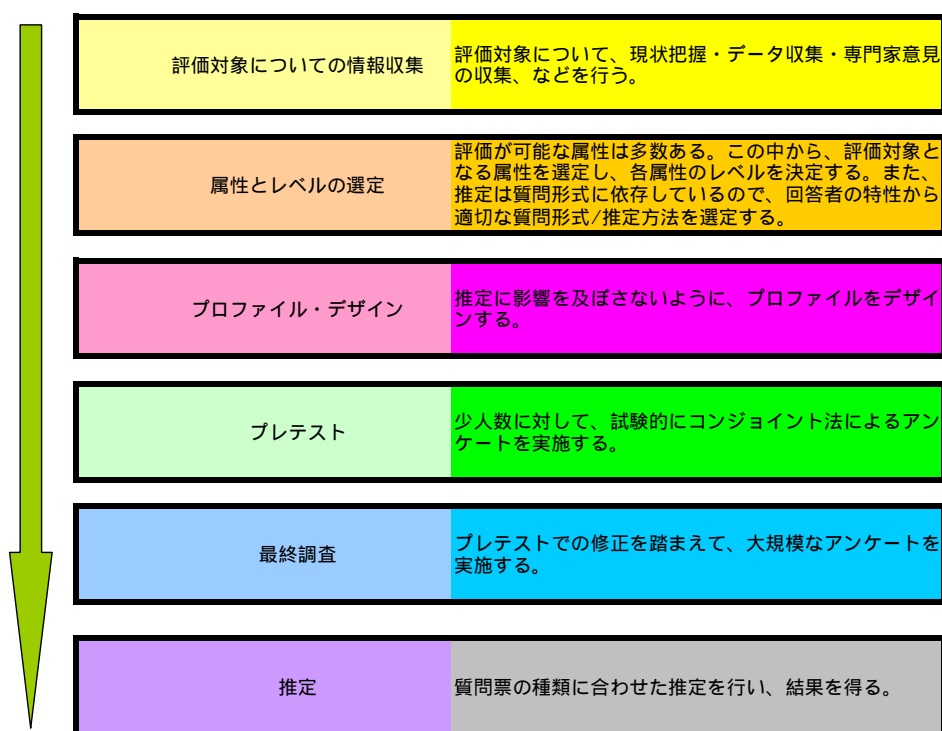 評価対象についての情報収集
評価対象について、現状把握・データ収集・専門家意見
の収集、などを行う。
属性とレベルの選定
評価が可能な属性は多数ある。この中から、評価対象と
なる属性を選定し、各属性のレベルを決定する。また、
推定は質問形式に依存しているので、回答者の特性から
適切な質問形式/推定方法を選定する。
プロファイル・デザイン
推定に影響を及ぼさないように、プロファイルをデザイ
ンする。
プレテスト
少人数に対して、試験的にコンジョイント法によるアン
ケートを実施する。
最終調査
プレテストでの修正を踏まえて、大規模なアンケートを
実施する。
推定
質問票の種類に合わせた推定を行い、結果を得る。